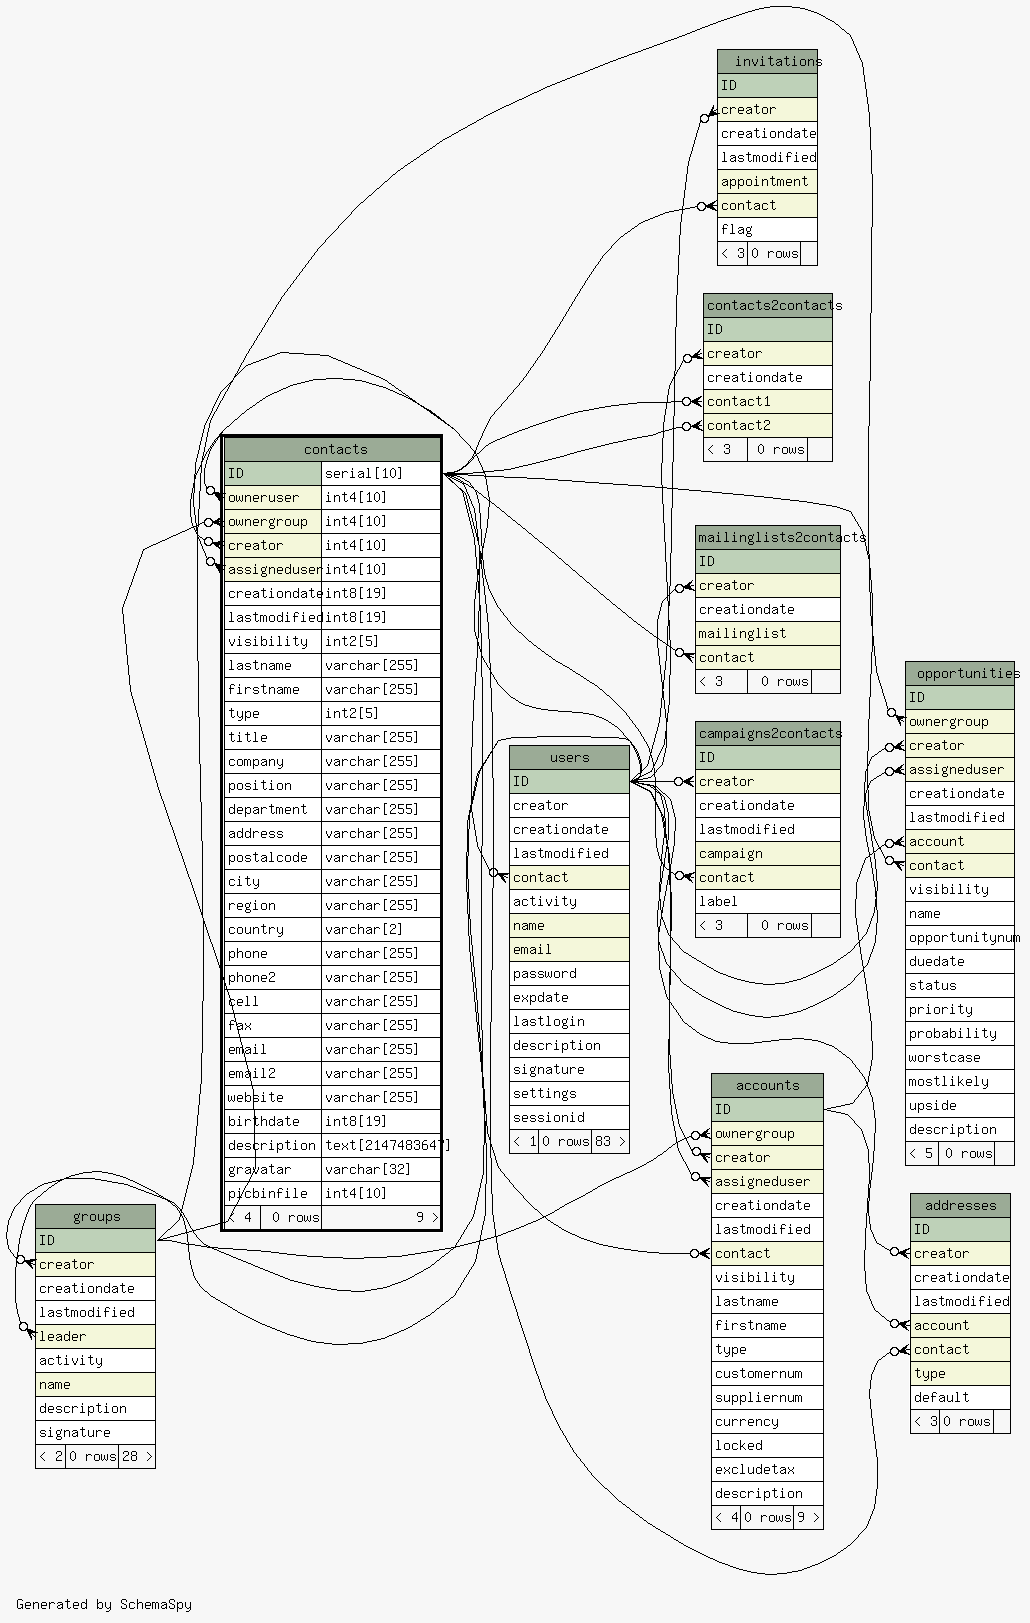 invitations
ID
creator
creationdate
lastmodified
appointment
contact
flag
< 3 0 rows
contacts2contacts
ID
creator
creationdate
contact1
contact2
< 3 0 rows
contacts
ID serial[10]
owneruser int4[10]
ownergroup int4[10]
creator int4[10]
assigneduser int4[10]
creationdate int8[19]
lastmodified int8[19]
visibility int2[5]
lastname varchar[255]
firstname varchar[255]
type int2[5]
title varchar[255]
company varchar[255]
position varchar[255]
department varchar[255]
address varchar[255]
postalcode varchar[255]
city varchar[255]
region varchar[255]
country varchar[2]
phone varchar[255]
phone2 varchar[255]
cell varchar[255]
fax varchar[255]
email varchar[255]
email2 varchar[255]
website varchar[255]
birthdate int8[19]
description text[2147483647]
gravatar varchar[32]
picbinfile int4[10]
< 4 0 rows 9 >
mailinglists2contacts
ID
creator
creationdate
mailinglist
contact
< 3 0 rows
opportunities
ID
ownergroup
creator
assigneduser
creationdate
lastmodified
account
contact
visibility
name
opportunitynum
duedate
status
priority
probability
worstcase
mostlikely
upside
description
< 5 0 rows
campaigns2contacts
ID
creator
creationdate
lastmodified
campaign
contact
label
< 3 0 rows
users
ID
creator
creationdate
lastmodified
contact
activity
name
email
password
expdate
lastlogin
description
signature
settings
sessionid
< 1 0 rows 83 >
accounts
ID
ownergroup
creator
assigneduser
creationdate
lastmodified
contact
visibility
lastname
firstname
type
customernum
suppliernum
currency
locked
excludetax
description
< 4 0 rows 9 >
addresses
ID
creator
creationdate
lastmodified
account
contact
type
default
< 3 0 rows
groups
ID
creator
creationdate
lastmodified
leader
activity
name
description
signature
< 2 0 rows 28 >
Generated by SchemaSpy